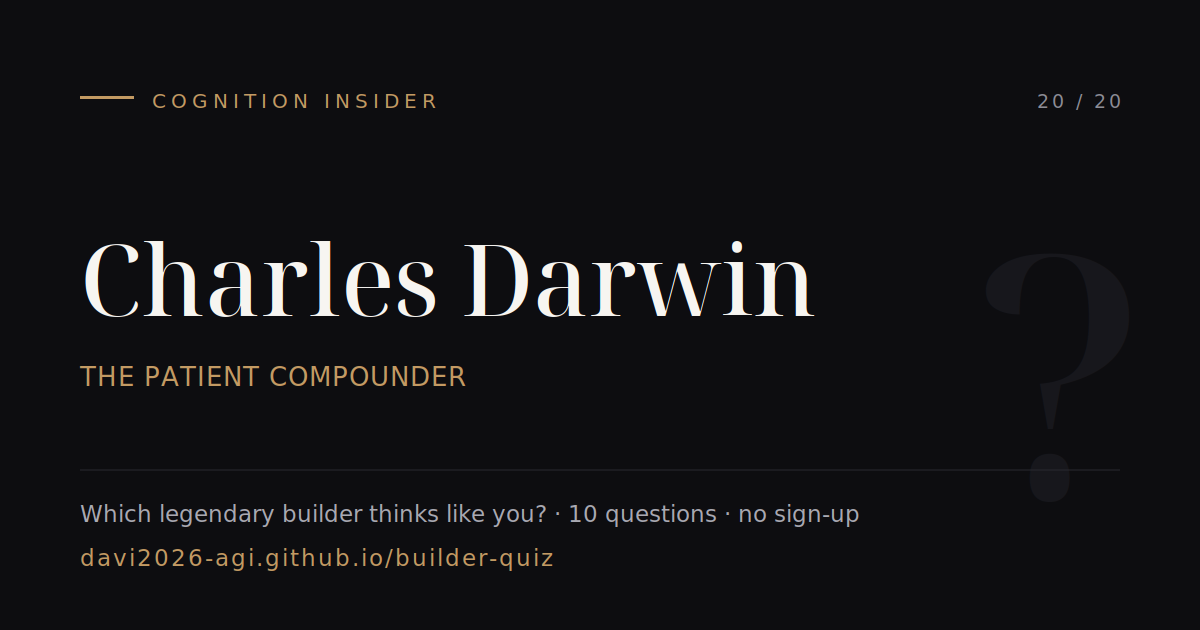 COGNITION INSIDER
20 / 20
Charles Darwin
THE PATIENT COMPOUNDER
?
Which legendary builder thinks like you? · 10 questions · no sign-up
davi2026-agi.github.io/builder-quiz